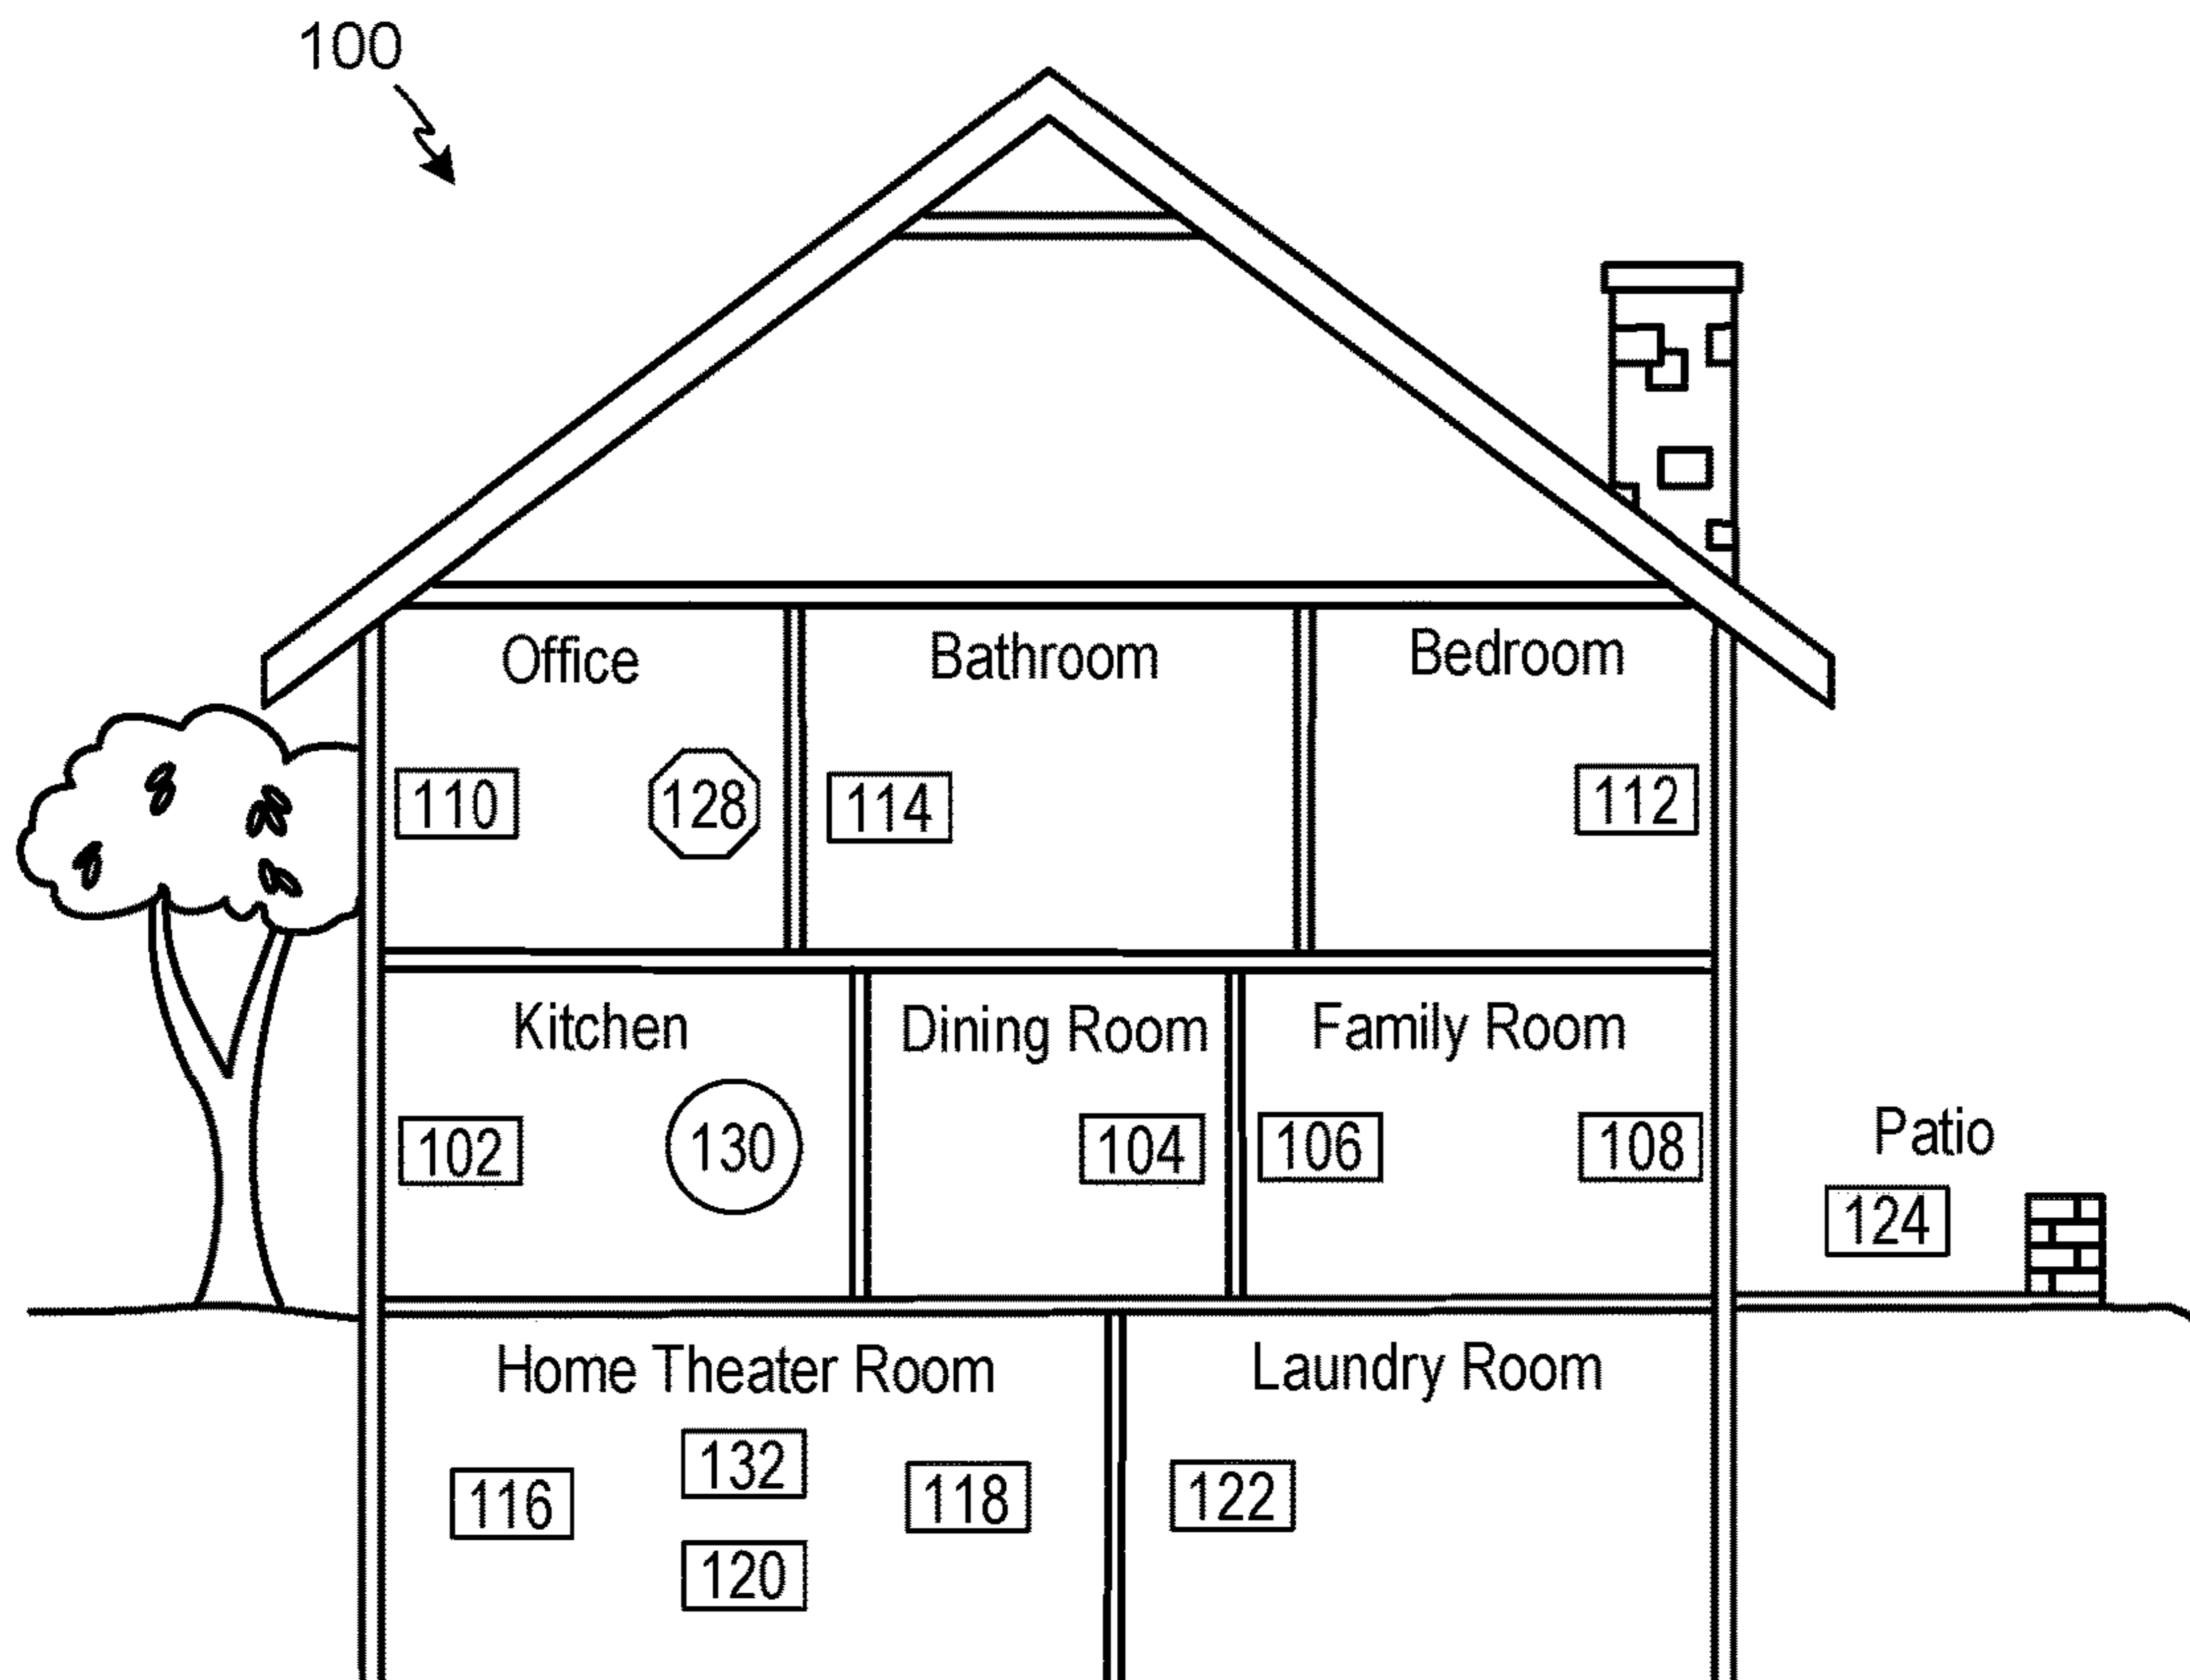 100
Office
Bathroom
Bedroom
110
128
114
112
Kitchen
Dining Room
Family Room
102
130
104
106
108
Patio
124
Home Theater Room
Laundry Room
116
132
118
122
120